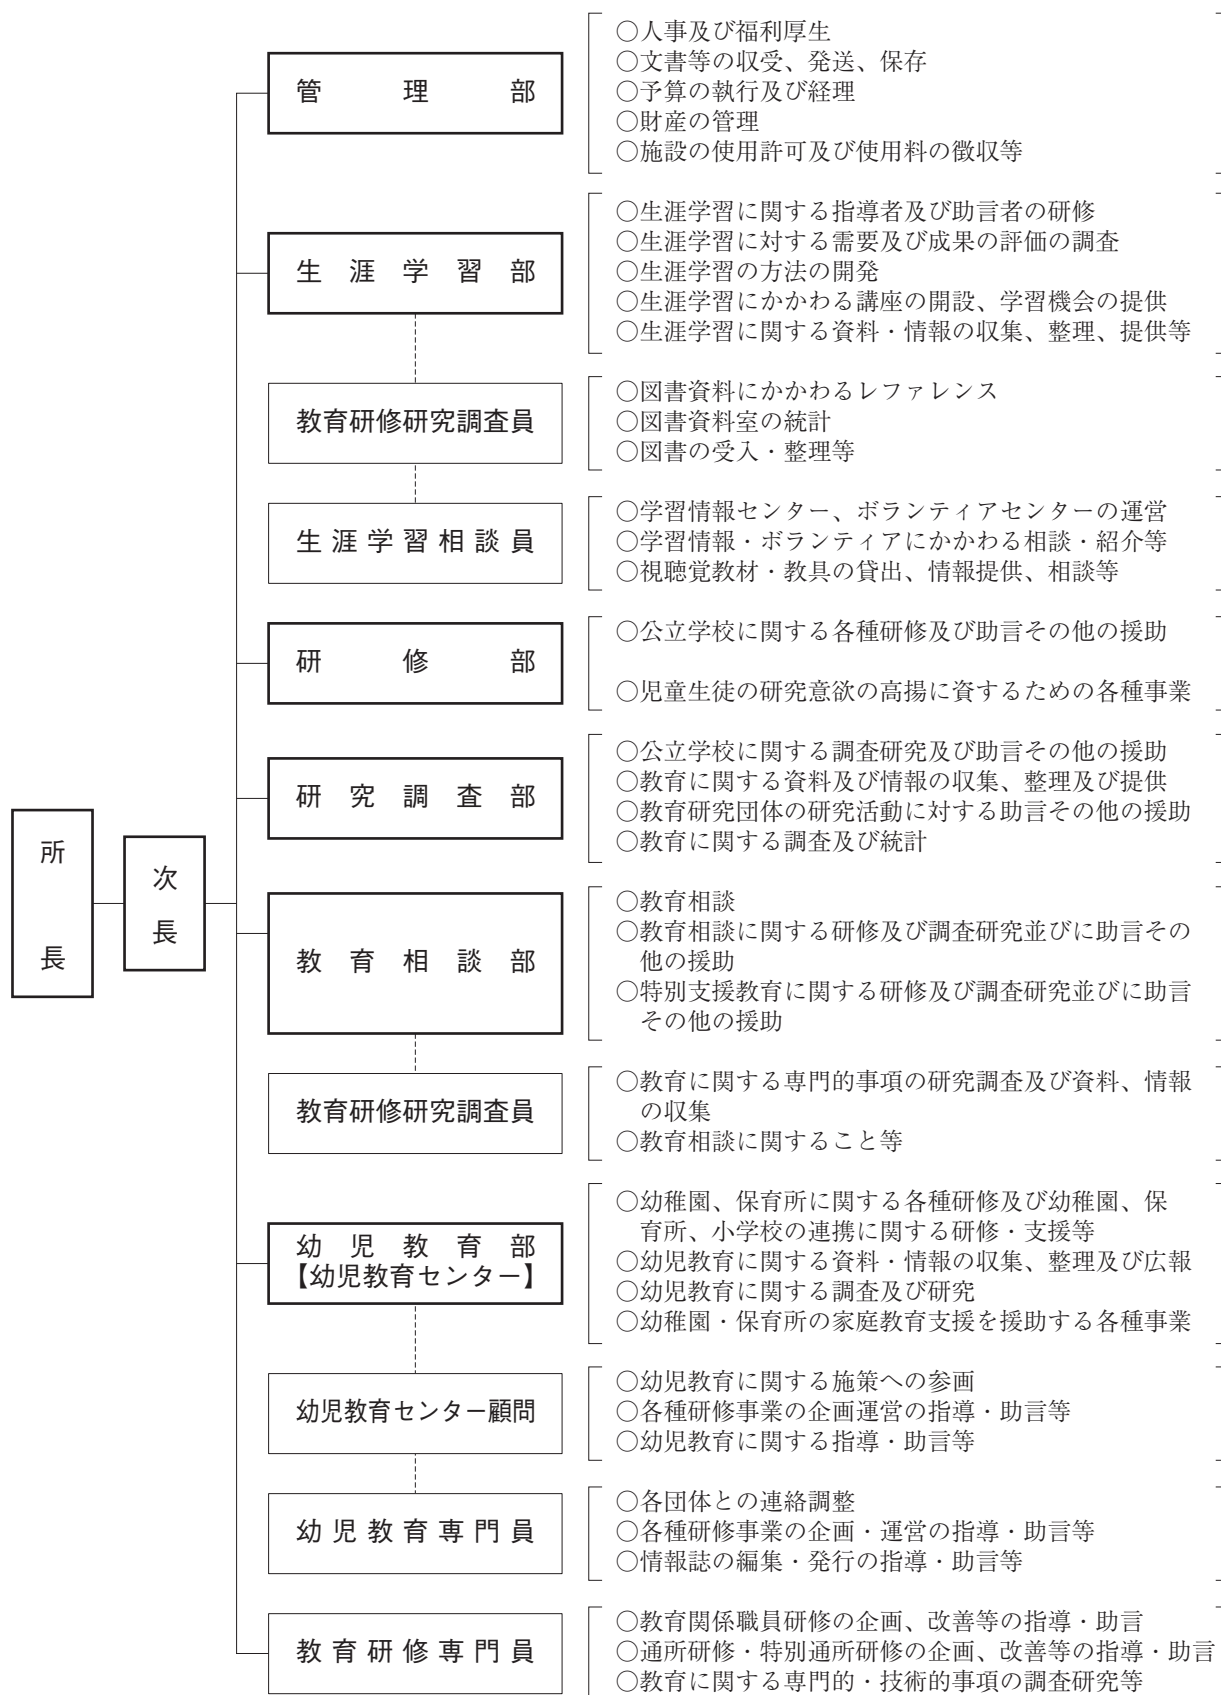 管理部
○人事及び福利厚生
○文書等の収受、発送、保存
○予算の執行及び経理
○財産の管理
○施設の使用許可及び使用料の徴収等
生涯学習部
○生涯学習に関する指導者及び助言者の研修
○生涯学習に対する需要及び成果の評価の調査
○生涯学習の方法の開発
○生涯学習にかかわる講座の開設、学習機会の提供
○生涯学習に関する資料・情報の収集、整理、提供等
教育研修研究調査員
○図書資料にかかわるレファレンス
○図書資料室の統計
○図書の受入・整理等
生涯学習相談員
○学習情報センター、ボランティアセンターの運営
○学習情報・ボランティアにかかわる相談・紹介等
○視聴覚教材・教具の貸出、情報提供、相談等
研修部
○公立学校に関する各種研修及び助言その他の援助
○児童生徒の研究意欲の高揚に資するための各種事業
研究調査部
○公立学校に関する調査研究及び助言その他の援助
○教育に関する資料及び情報の収集、整理及び提供
○教育研究団体の研究活動に対する助言その他の援助
○教育に関する調査及び統計
所長
次長
教育相談部
○教育相談
○教育相談に関する研修及び調査研究並びに助言その
他の援助
○特別支援教育に関する研修及び調査研究並びに助言
その他の援助
教育研修研究調査員
○教育に関する専門的事項の研究調査及び資料、情報
の収集
○教育相談に関すること等
幼児教育部
【幼児教育センター】
○幼稚園、保育所に関する各種研修及び幼稚園、保
育所、小学校の連携に関する研修・支援等
○幼児教育に関する資料・情報の収集、整理及び広報
○幼児教育に関する調査及び研究
○幼稚園・保育所の家庭教育支援を援助する各種事業
幼児教育センター顧問
○幼児教育に関する施策への参画
○各種研修事業の企画運営の指導・助言等
○幼児教育に関する指導・助言等
幼児教育専門員
○各団体との連絡調整
○各種研修事業の企画・運営の指導・助言等
○情報誌の編集・発行の指導・助言等
教育研修専門員
○教育関係職員研修の企画、改善等の指導・助言
○通所研修・特別通所研修の企画、改善等の指導・助言
○教育に関する専門的・技術的事項の調査研究等